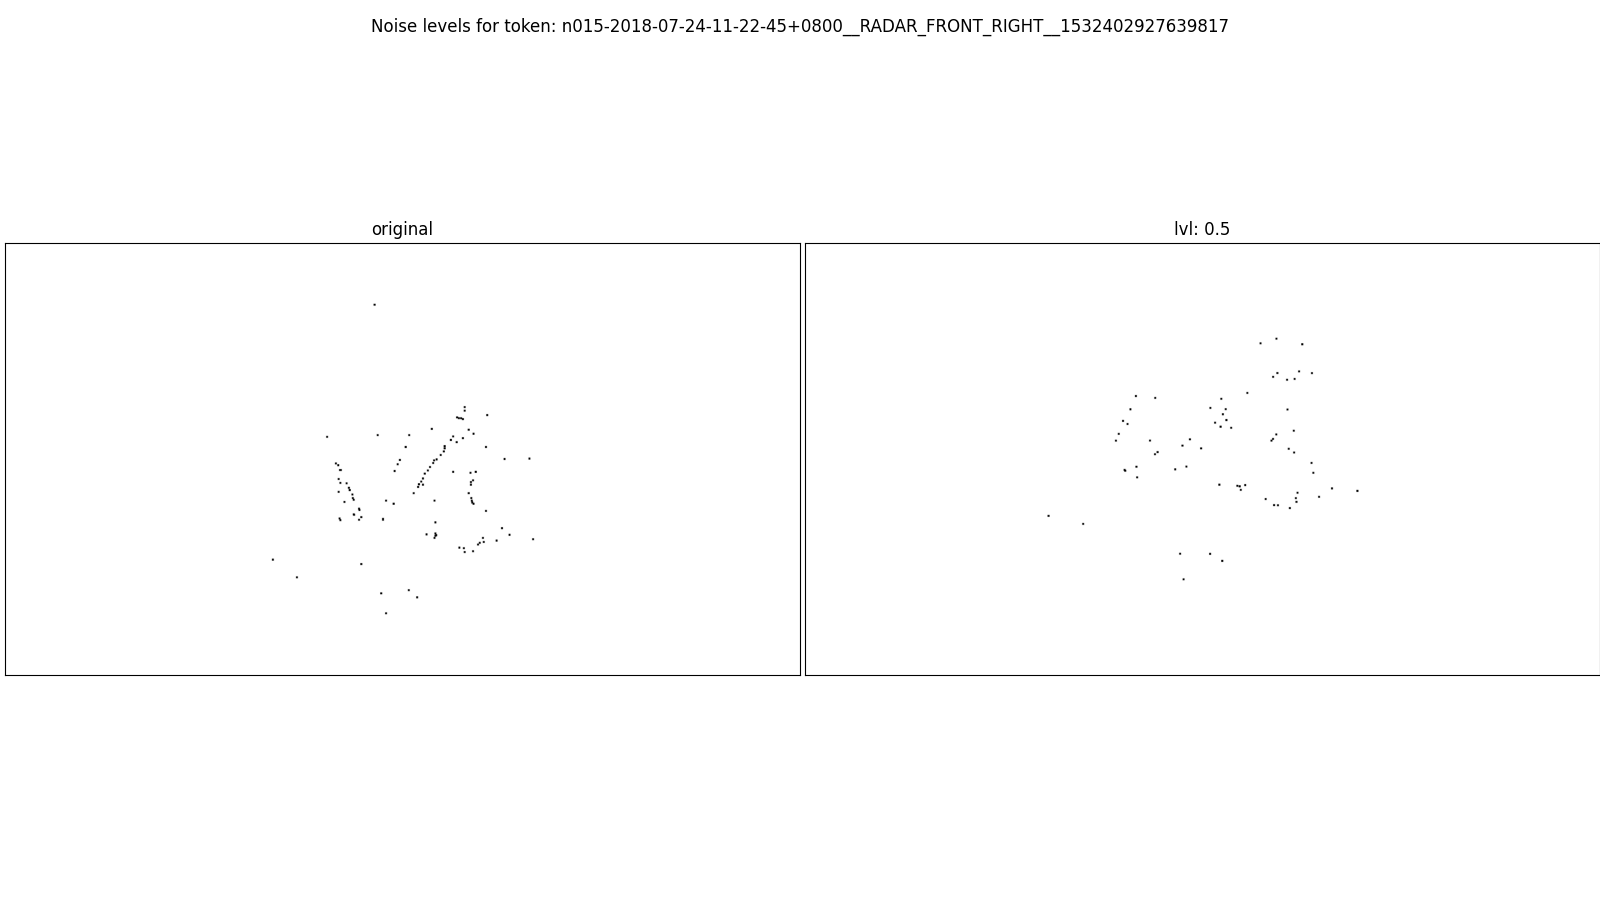 Noise levels for token: n015-2018-07-24-11-22-45+0800__RADAR_FRONT_RIGHT__1532402927639817
original
lvl: 0.5